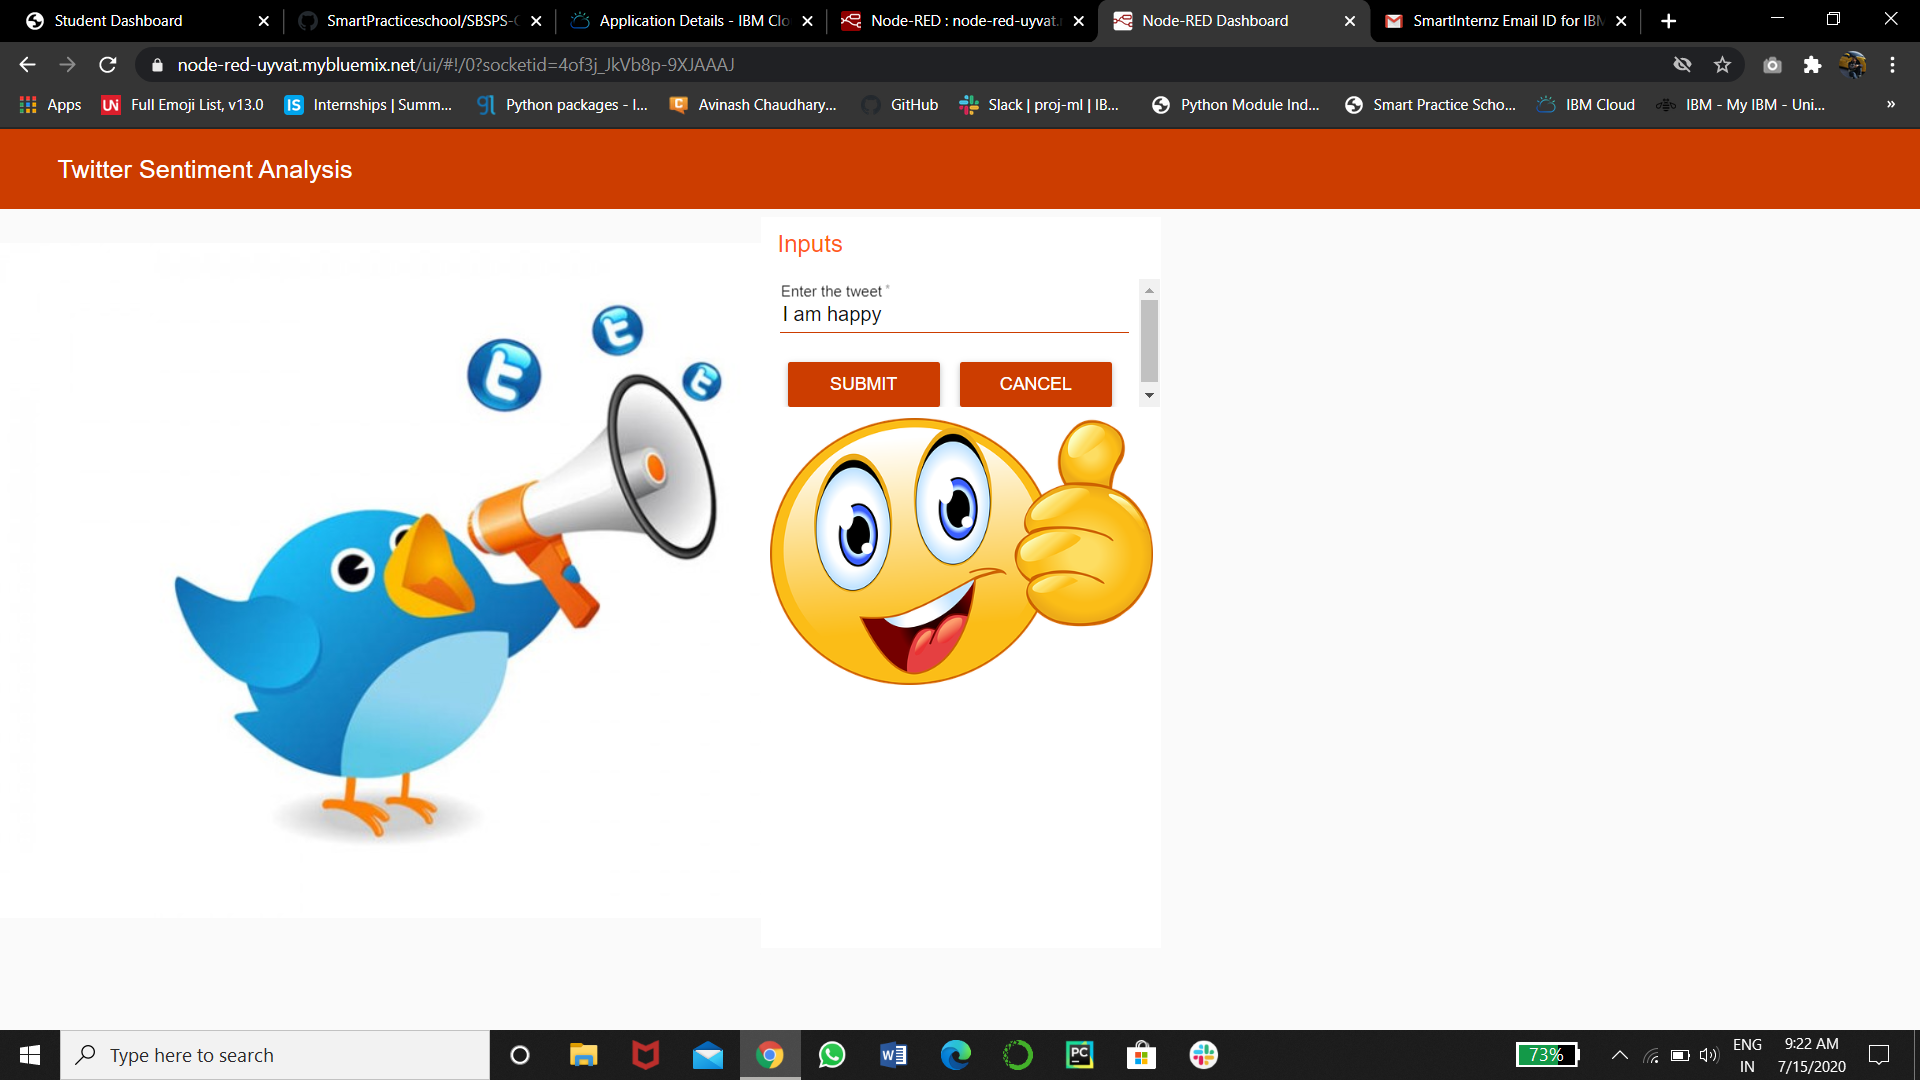 Student Dashboard
SmartPracticeschool/SBSPS-C
Application Details - IBM Clo
Node-RED : node-red-uyvat.
Node-RED Dashboard
SmartInternz Email ID for IBM
node-red-uyvat.mybluemix.net/ui/#!/0?socketid=4of3j_JkVb8p-9XJAAAJ
Apps
UN Full Emoji List, v13.0
IS Internships | Summ...
Python packages - l...
C Avinash Chaudhary...
GitHub
Slack | proj-ml | IB...
Python Module Ind...
Smart Practice Scho...
IBM Cloud
IBM - My IBM - Uni...
»
Twitter Sentiment Analysis
Inputs
Enter the tweet *
I am happy
SUBMIT
CANCEL
t
t
t
Type here to search
PC
73%
ENG
IN
9:22 AM
7/15/2020